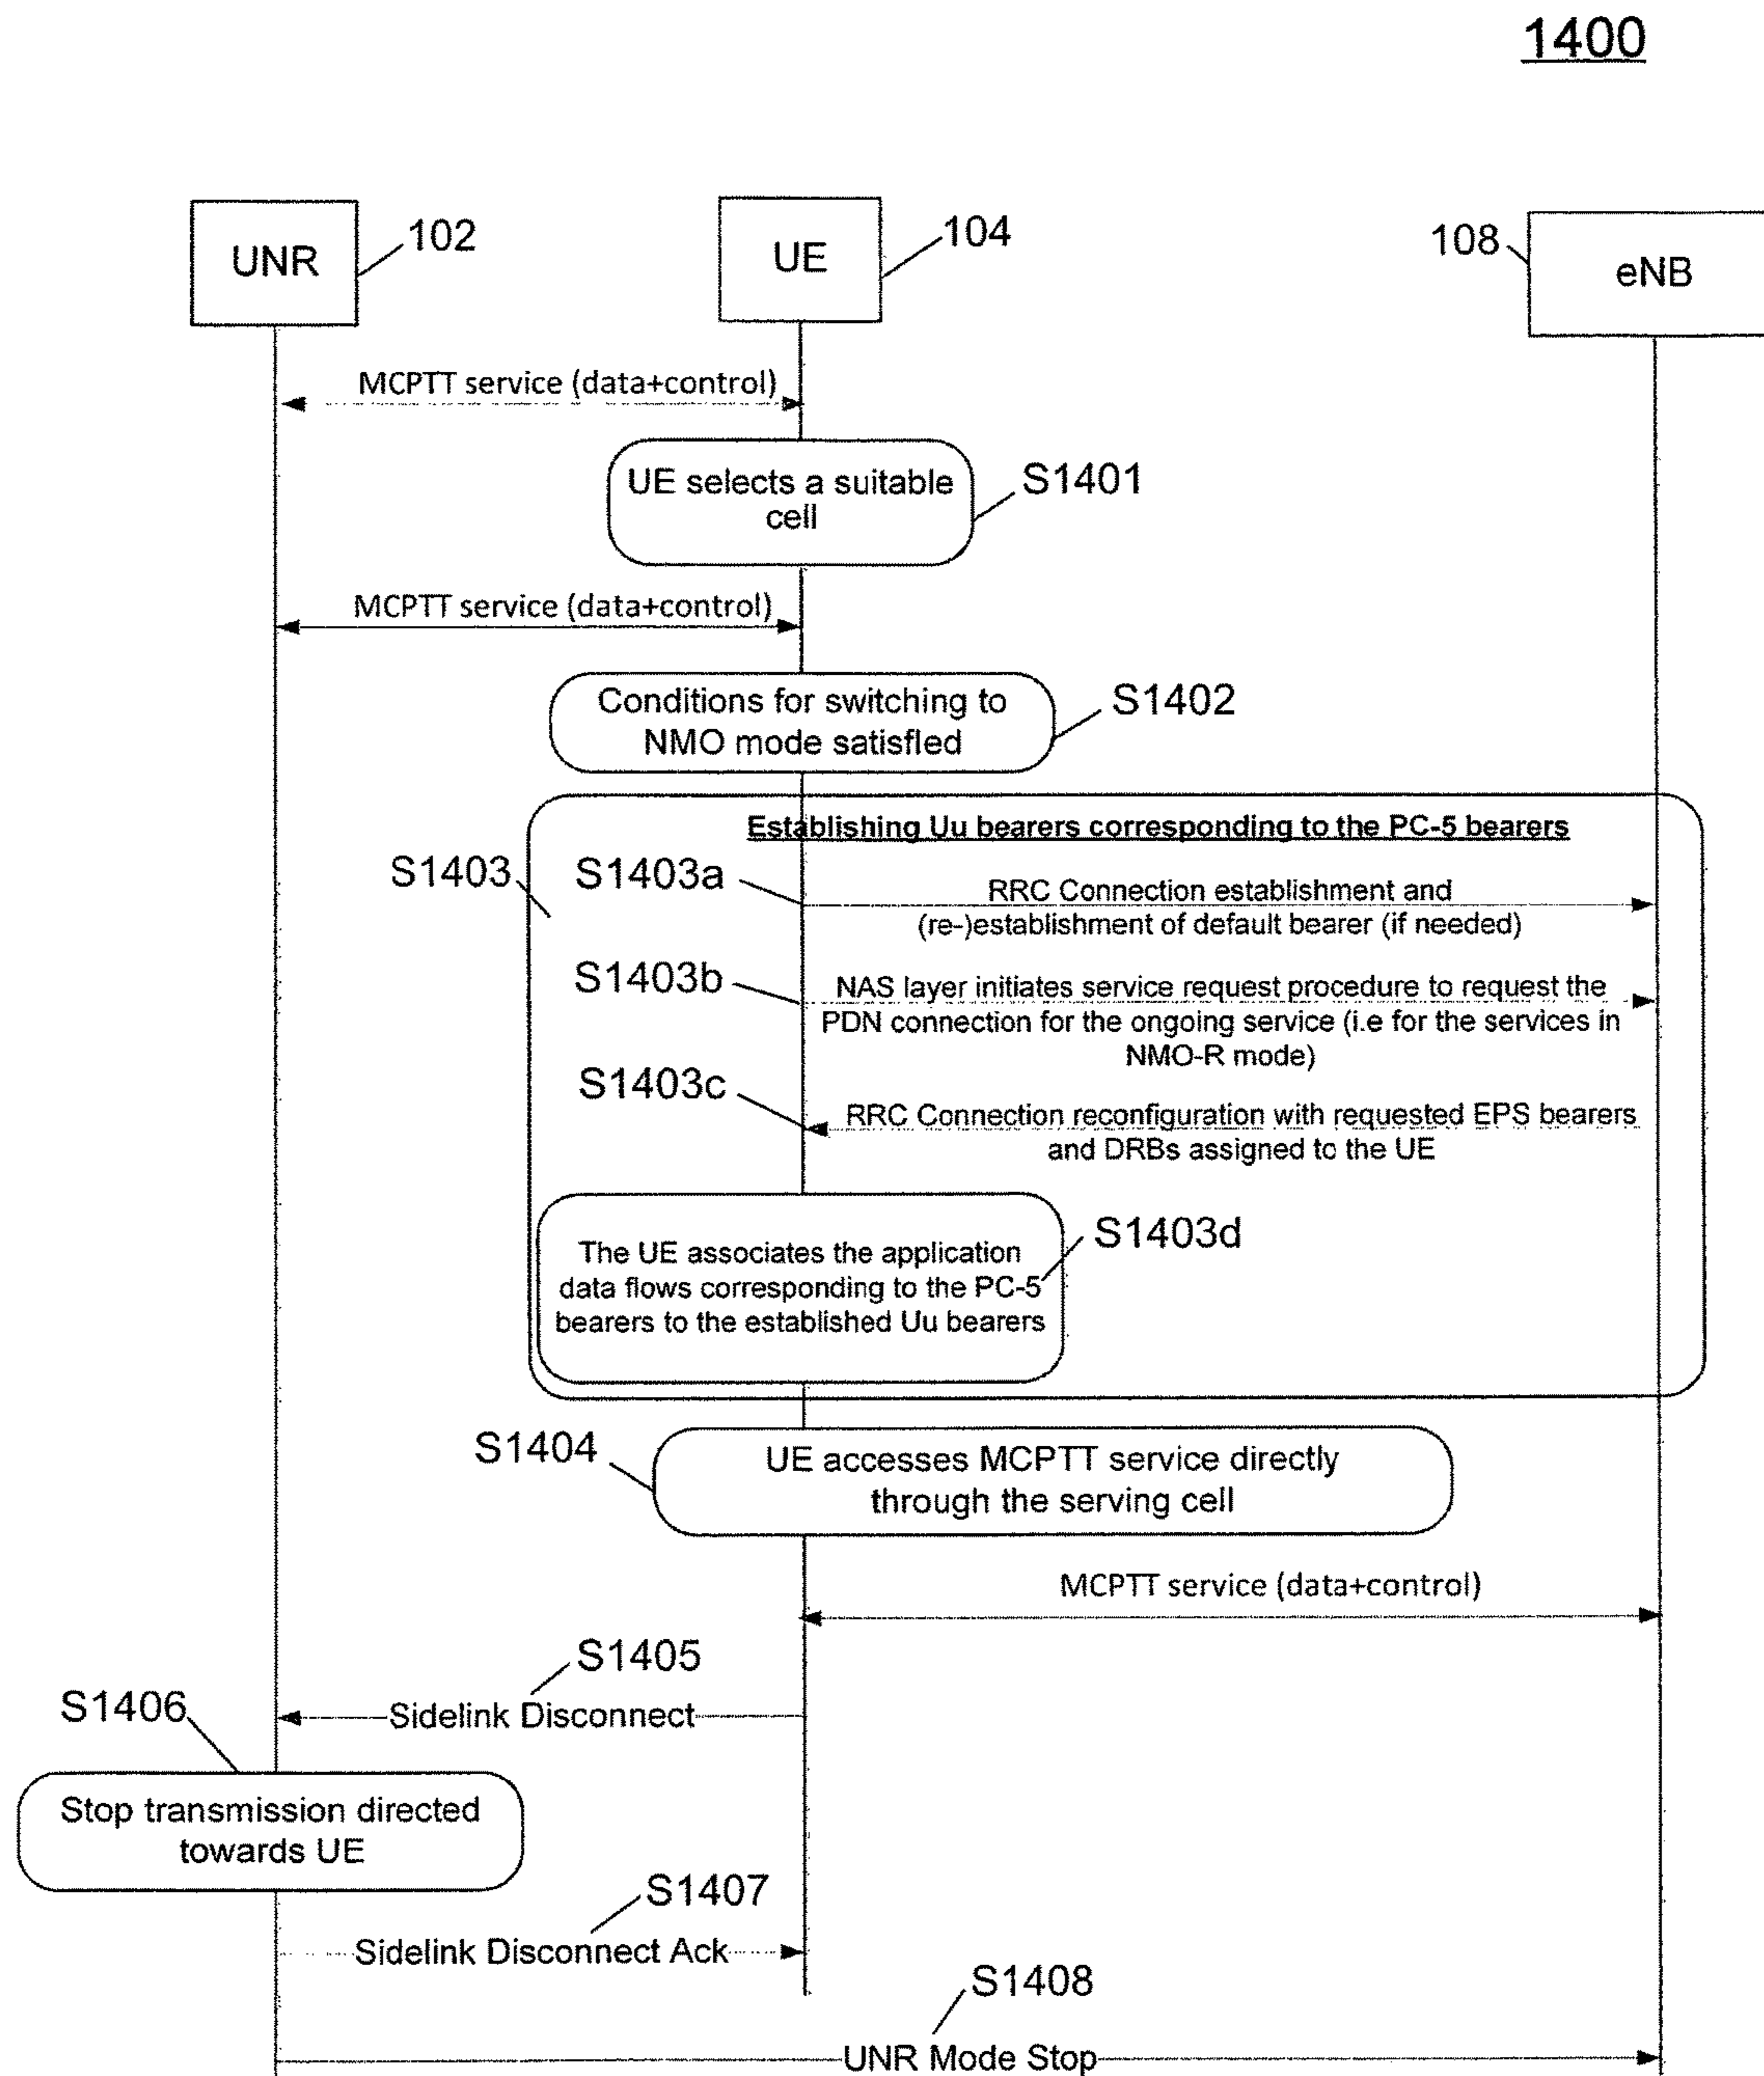 1400
UNR
102
UE
104
108
eNB
MCPTT service (data+control)
UE selects a suitable
cell
S1401
MCPTT service (data+control)
Conditions for switching to
NMO mode satisfied
S1402
Establishing Uu bearers corresponding to the PC-5 bearers
S1403
S1403a
RRC Connection establishment and
(re-)establishment of default bearer (if needed)
S1403b
NAS layer initiates service request procedure to request the
PDN connection for the ongoing service (i.e for the services in
NMO-R mode)
S1403c
RRC Connection reconfiguration with requested EPS bearers
and DRBs assigned to the UE
The UE associates the application
data flows corresponding to the PC-5
bearers to the established Uu bearers
S1403d
S1404
UE accesses MCPTT service directly
through the serving cell
MCPTT service (data+control)
S1405
Sidelink Disconnect
S1406
Stop transmission directed
towards UE
S1407
Sidelink Disconnect Ack
S1408
UNR Mode Stop